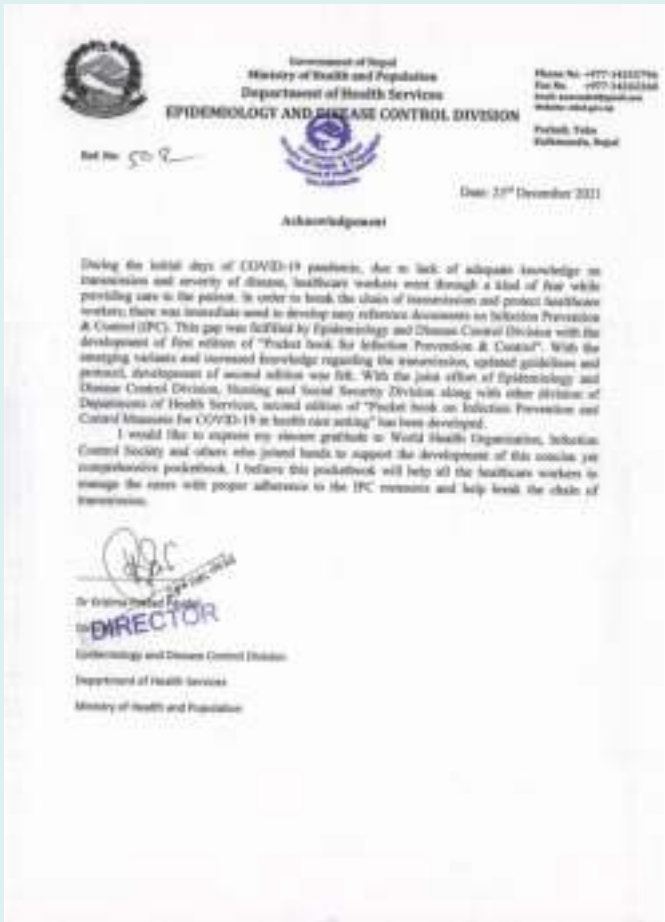 Government of Nepal
Ministry of Health and Population
Department of Health Services
EPIDEMIOLOGY AND DISEASE CONTROL DIVISION
Teku
Kathmandu, Nepal
Ref. No. 502
Date: 23rd December 2021
Acknowledgement
During the initial days of COVID-19 pandemic, due to lack of adequate knowledge on
transmission and severity of disease, healthcare workers went through a kind of fear while
providing care to the patient. In order to break the chain of transmission and protect healthcare
workers, there was immediate need to develop easy reference documents on Infection Prevention
& Control (IPC). This gap was fulfilled by Epidemiology and Disease Control Division with the
development of first edition of "Pocket book for Infection Prevention & Control". With the
emerging variants and increased knowledge regarding the transmission, updated guidelines and
protocol, development of second edition was felt. With the joint effort of Epidemiology and
Disease Control Division, Nursing and Social Security Division along with other division of
Departments of Health Services, second edition of "Pocket book on Infection Prevention and
Control Measures for COVID-19 in health care setting" has been developed.
I would like to express my sincere gratitude to World Health Organization, Infection
Control Society and others who joined hands to support the development of this concise yet
comprehensive pocketbook. I believe this pocketbook will help all the healthcare workers to
manage the cases with proper adherence to the IPC measures and help break the chain of
transmission.
Dr Krishna Prasad
DIRECTOR
Epidemiology and Disease Control Division
Department of Health Services
Ministry of Health and Population